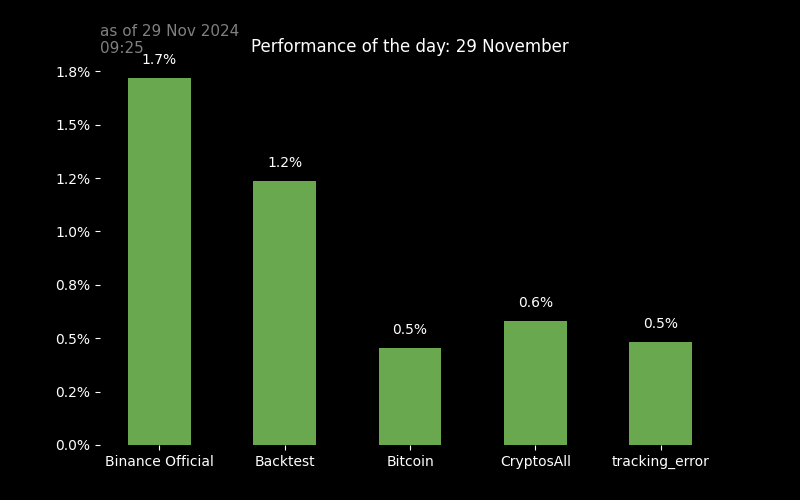 as of 29 Nov 2024
09:25
Performance of the day: 29 November
1.8%
1.5%
1.2%
1.0%
0.8%
0.5%
0.2%
0.0%
1.7%
1.2%
0.5%
0.6%
0.5%
Binance Official
Backtest
Bitcoin
CryptosAll
tracking_error